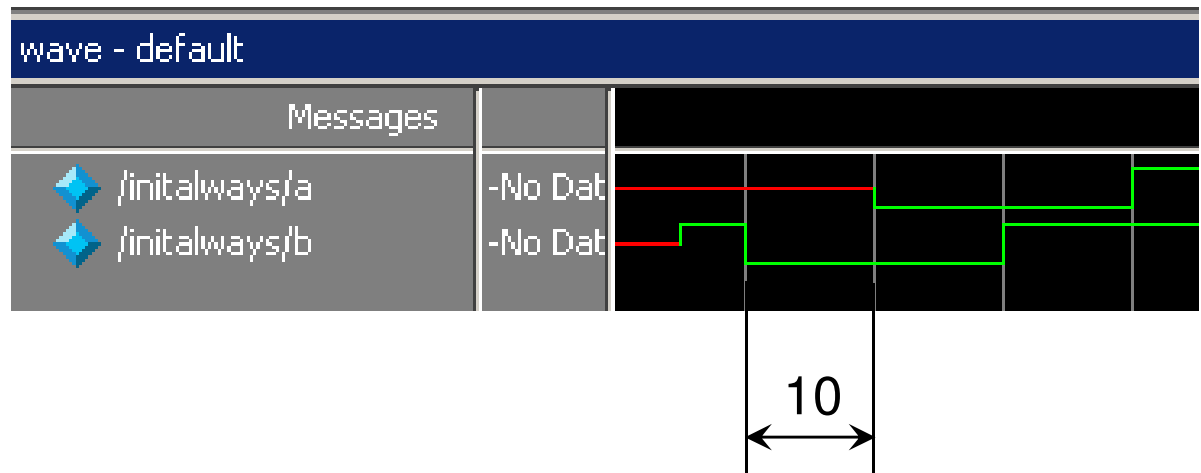 wave - default
Messages
/initalways/a -No Dat
/initalways/b -No Dat
10